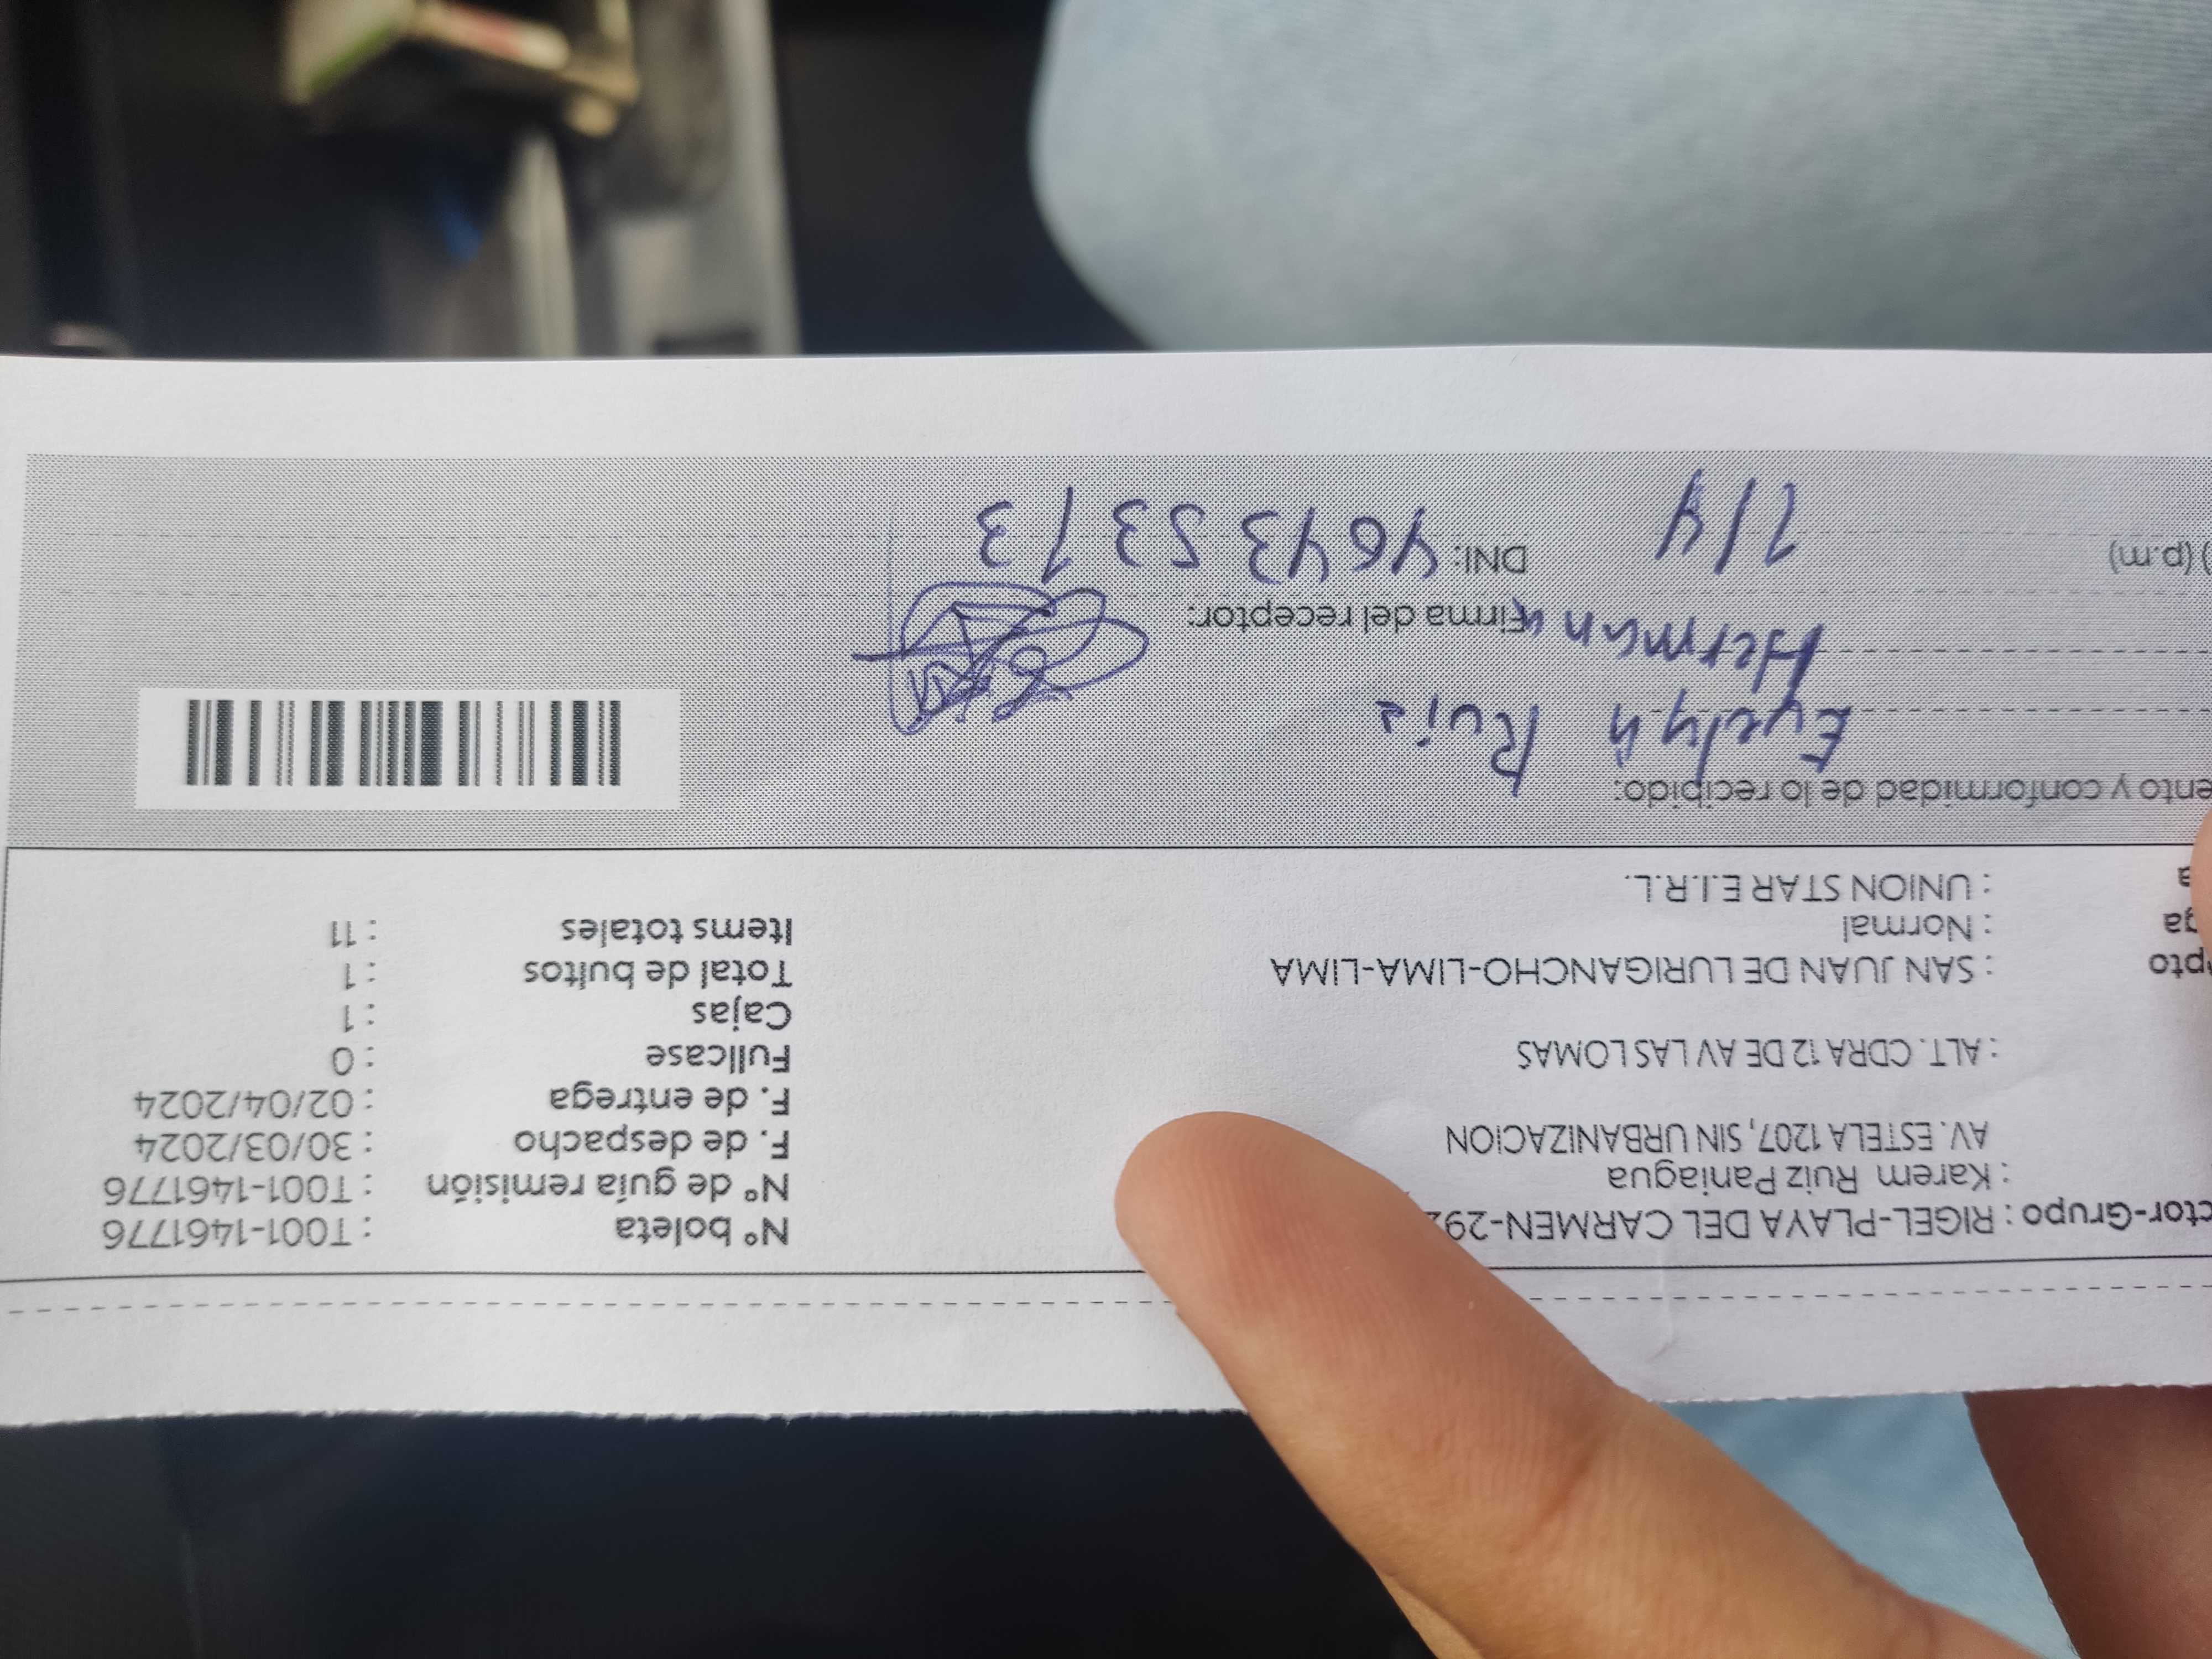 ctor-Grupo : RIGEL-PLAYA DEL CARMEN-292
: Karem Ruiz Paniagua
AV. ESTELA 1207, SIN URBANIZACION
: ALT. CDRA 12 DE AV LAS LOMAS
pto : SAN JUAN DE LURIGANCHO-LIMA-LIMA
ga : Normal
a : UNION STAR E.I.R.L.
N° boleta : T001-1461776
N° de guía remisión : T001-1461776
F. de despacho : 30/03/2024
F. de entrega : 02/04/2024
Fullcase : 0
Cajas : 1
Total de bultos : 1
Items totales : 11
ento y conformidad de lo recibido:
Evelyn Ruiz
Hermana
Firma del receptor:
) (p.m)
1/4
DNI: 46435313